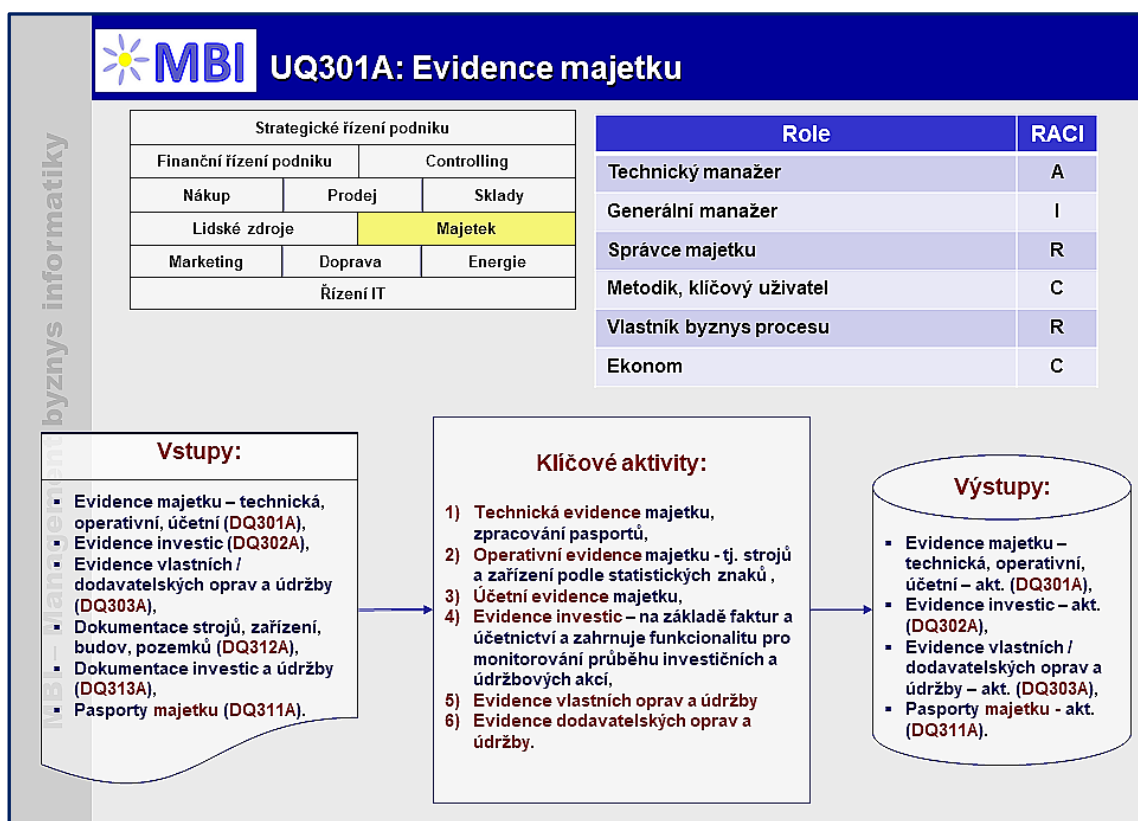 MBI
UQ301A: Evidence majetku
MBI – Management byznys informatiky
Strategické řízení podniku
Finanční řízení podniku
Controlling
Nákup
Prodej
Sklady
Lidské zdroje
Majetek
Marketing
Doprava
Energie
Řízení IT
Role RACI
Technický manažer A
Generální manažer I
Správce majetku R
Metodik, klíčový uživatel C
Vlastník byznys procesu R
Ekonom C
Vstupy:
▪ Evidence majetku – technická,
operativní, účetní (DQ301A),
▪ Evidence investic (DQ302A),
▪ Evidence vlastních /
dodavatelských oprav a údržby
(DQ303A),
▪ Dokumentace strojů, zařízení,
budov, pozemků (DQ312A),
▪ Dokumentace investic a údržby
(DQ313A),
▪ Pasporty majetku (DQ311A).
Klíčové aktivity:
1) Technická evidence majetku,
zpracování pasportů,
2) Operativní evidence majetku - tj. strojů
a zařízení podle statistických znaků ,
3) Účetní evidence majetku,
4) Evidence investic – na základě faktur a
účetnictví a zahrnuje funkcionalitu pro
monitorování průběhu investičních a
údržbových akcí,
5) Evidence vlastních oprav a údržby
6) Evidence dodavatelských oprav a
údržby.
Výstupy:
▪ Evidence majetku –
technická, operativní,
účetní – akt. (DQ301A),
▪ Evidence investic – akt.
(DQ302A),
▪ Evidence vlastních /
dodavatelských oprav a
údržby – akt. (DQ303A),
▪ Pasporty majetku - akt.
(DQ311A).